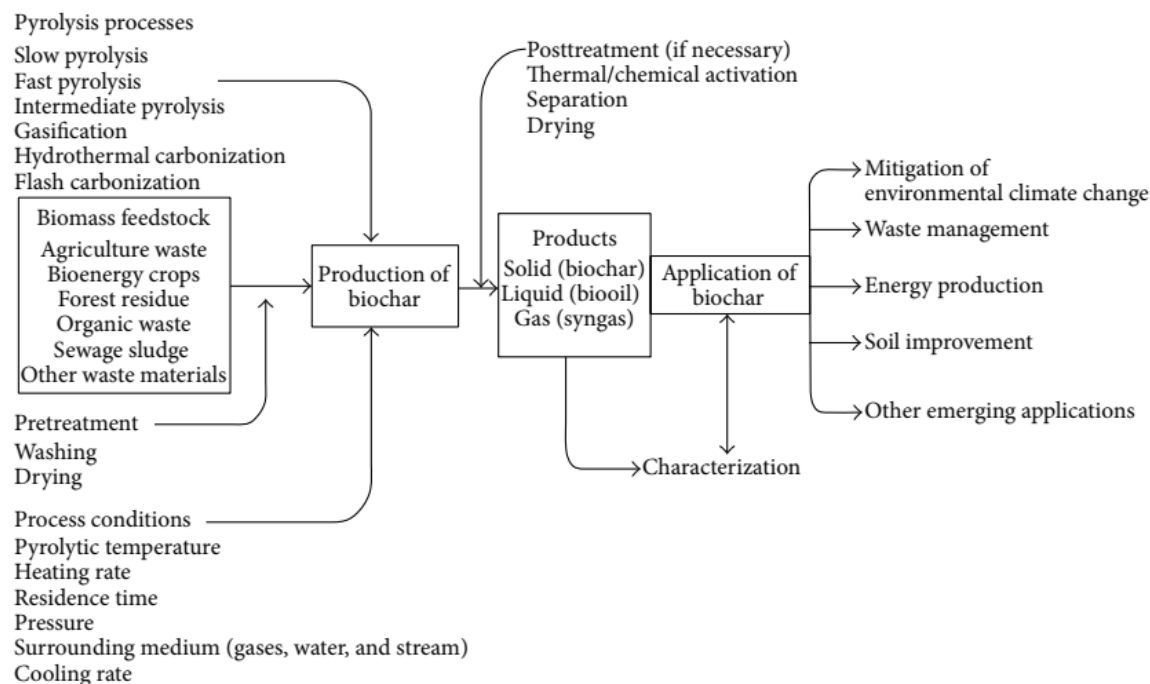 Pyrolysis processes
Slow pyrolysis
Fast pyrolysis
Intermediate pyrolysis
Gasification
Hydrothermal carbonization
Flash carbonization
Biomass feedstock
Agriculture waste
Bioenergy crops
Forest residue
Organic waste
Sewage sludge
Other waste materials
Pretreatment
Washing
Drying
Process conditions
Pyrolytic temperature
Heating rate
Residence time
Pressure
Surrounding medium (gases, water, and stream)
Cooling rate
Production of
biochar
Posttreatment (if necessary)
Thermal/chemical activation
Separation
Drying
Products
Solid (biochar)
Liquid (biooil)
Gas (syngas)
Application of
biochar
Characterization
Mitigation of
environmental climate change
Waste management
Energy production
Soil improvement
Other emerging applications